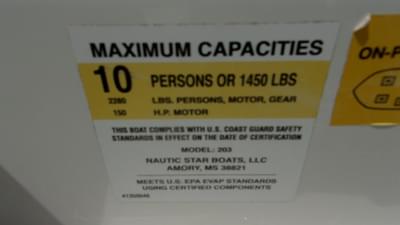 MAXIMUM CAPACITIES
10 PERSONS OR 1450 LBS
2280 LBS. PERSONS, MOTOR, GEAR
150 H.P. MOTOR
THIS BOAT COMPLIES WITH U.S. COAST GUARD SAFETY
STANDARDS IN EFFECT ON THE DATE OF CERTIFICATION
MODEL: 203
NAUTIC STAR BOATS, LLC
AMORY, MS 38821
MEETS U.S. EPA EVAP STANDARDS
USING CERTIFIED COMPONENTS
ON-P